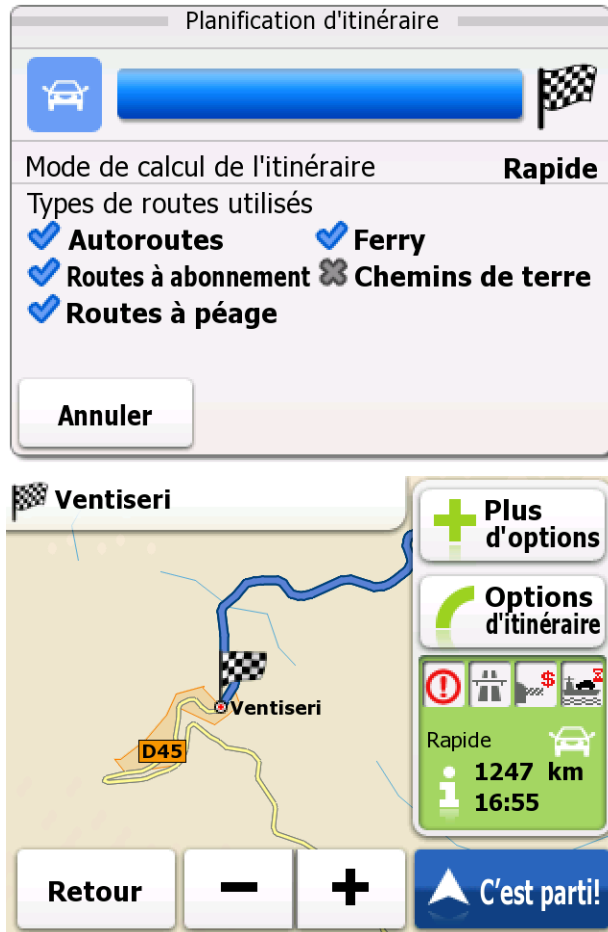 Planification d'itinéraire
Mode de calcul de l'itinéraire Rapide
Types de routes utilisés
Autoroutes Ferry
Routes à abonnement Chemins de terre
Routes à péage
Annuler
Ventiseri
Plus
d'options
Options
d'itinéraire
Ventiseri
D45
Rapide
1247 km
16:55
Retour
C'est parti!